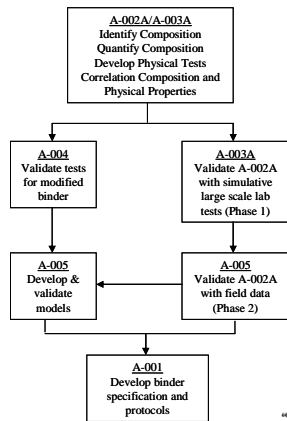 A-002A/A-003A
Identify Composition
Quantify Composition
Develop Physical Tests
Correlation Composition and
Physical Properties
A-004
Validate tests
for modified
binder
A-003A
Validate A-002A
with simulative
large scale lab
tests (Phase 1)
A-005
Develop &
validate
models
A-005
Validate A-002A
with field data
(Phase 2)
A-001
Develop binder
specification and
protocols
“